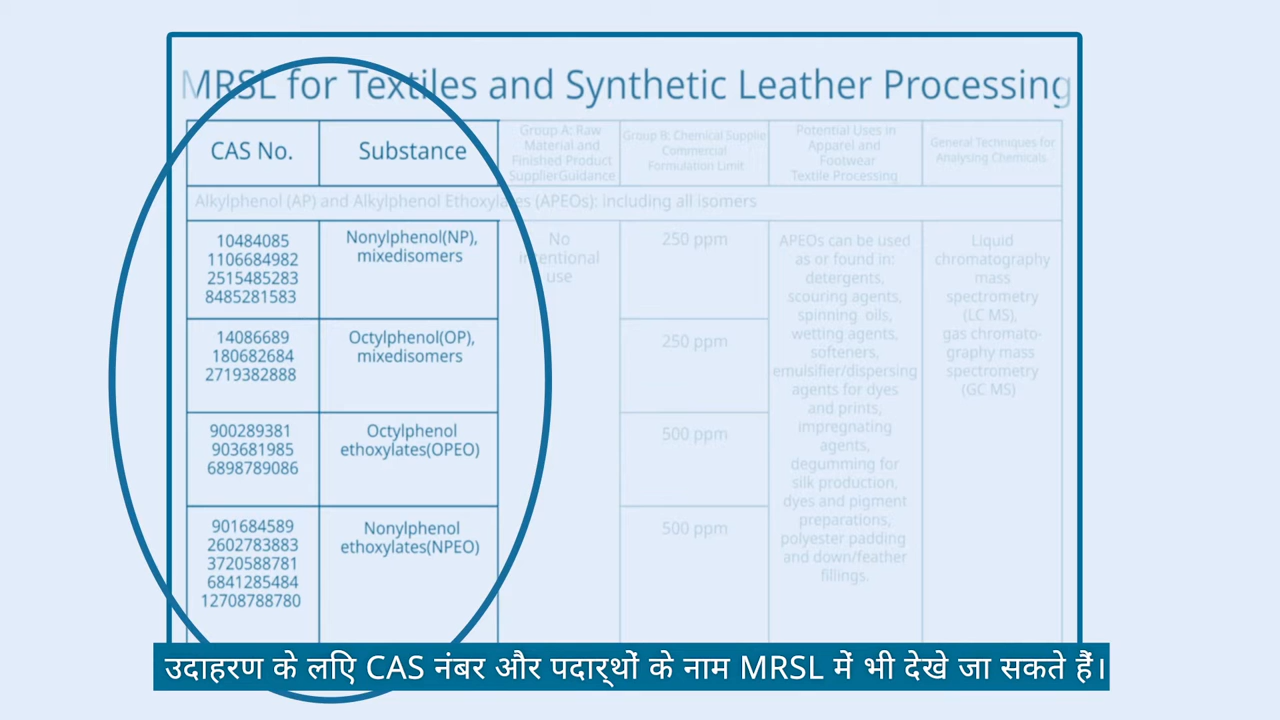 MRSL for Textiles and Synthetic Leather Processing
CAS No.
Substance
Group A: Raw
Material and
Finished Product
SupplierGuidance
Group B: Chemical Supplie
Commercial
Formulation Limit
Potential Uses in
Apparel and
Footwear
Textile Processing
General Techniques for
Analysing Chemicals
Alkylphenol (AP) and Alkylphenol Ethoxylates (APEOs): including all isomers
10484085
1106684982
2515485283
8485281583
Nonylphenol(NP),
mixedisomers
No
intentional
use
250 ppm
APEOs can be used
as or found in:
detergents,
scouring agents,
spinning oils,
wetting agents,
softeners,
emulsifier/dispersing
agents for dyes
and prints,
impregnating
agents,
degumming for
silk production,
dyes and pigment
preparations,
polyester padding
and down/feather
fillings.
Liquid
chromatography
mass
spectrometry
(LC MS),
gas chromato-
graphy mass
spectrometry
(GC MS)
14086689
180682684
2719382888
Octylphenol(OP),
mixedisomers
250 ppm
900289381
903681985
6898789086
Octylphenol
ethoxylates(OPEO)
500 ppm
901684589
2602783883
3720588781
6841285484
12708788780
Nonylphenol
ethoxylates(NPEO)
500 ppm
उदाहरण के लिए CAS नंबर और पदार्थों के नाम MRSL में भी देखे जा सकते हैं।